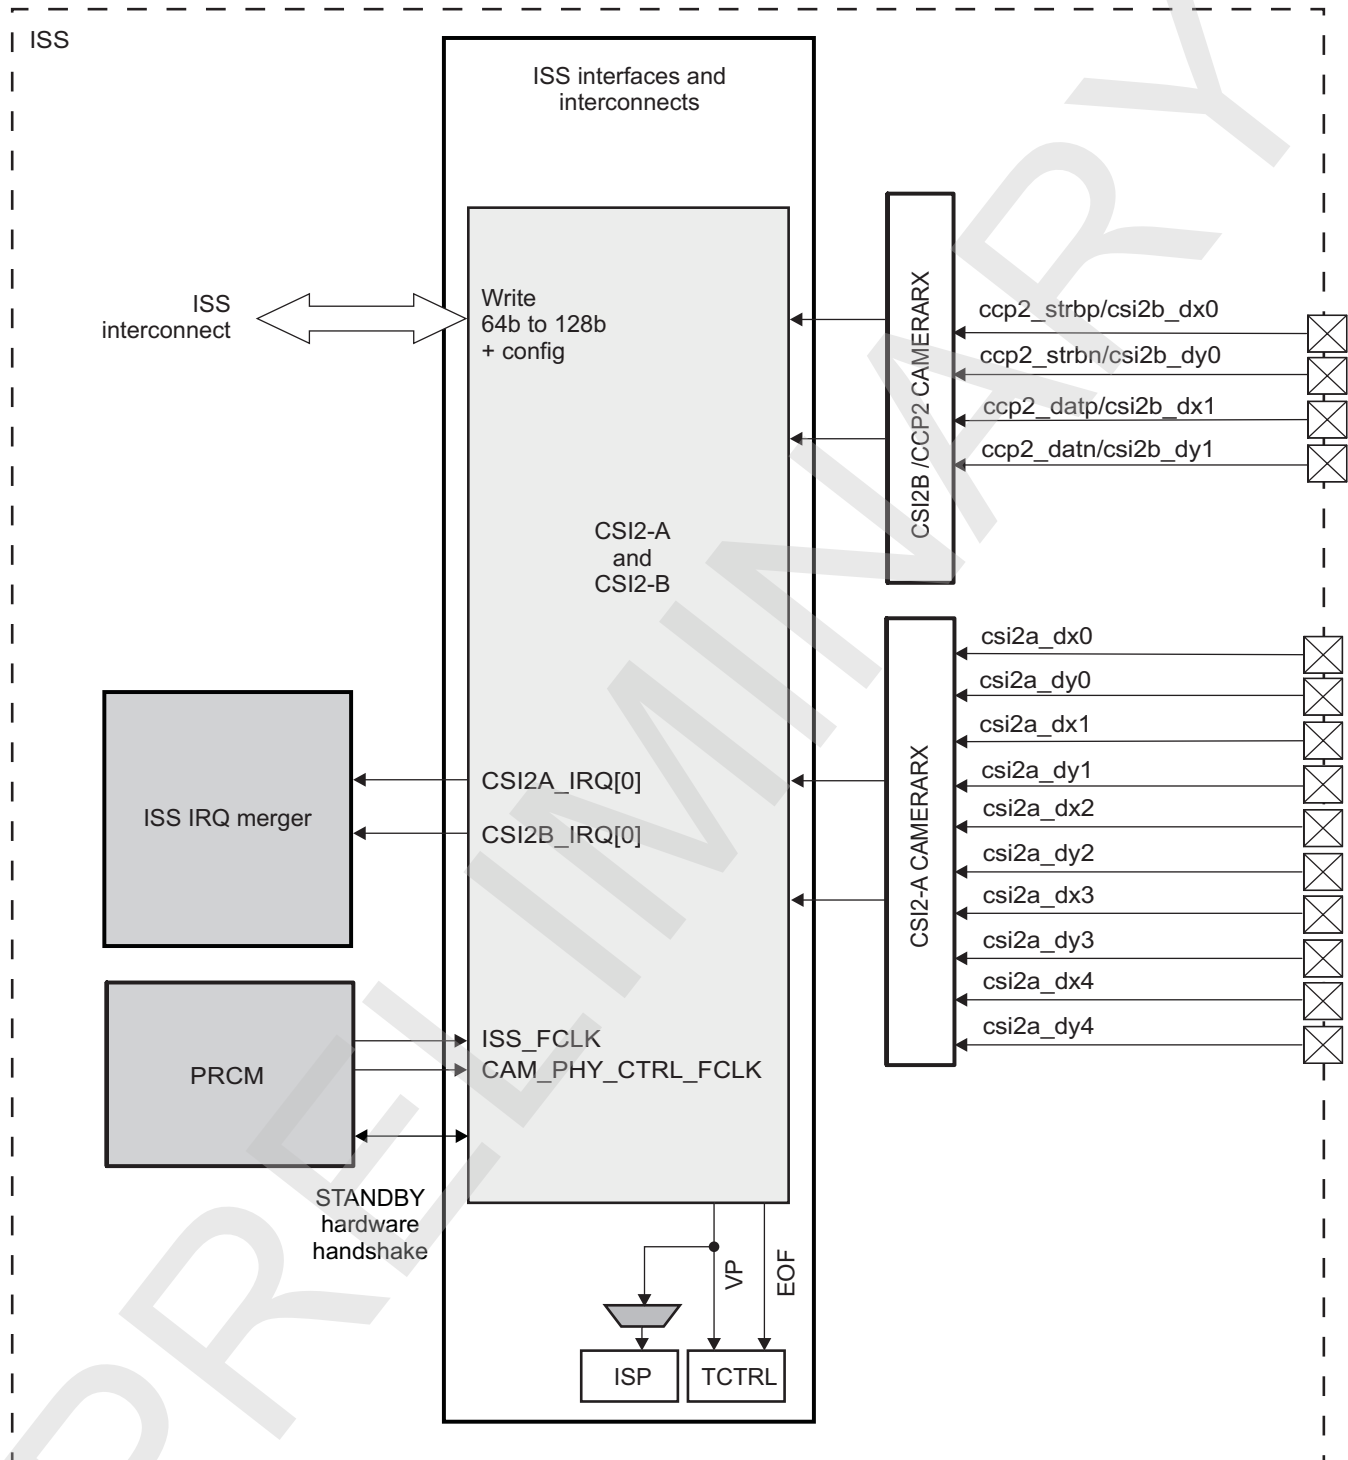 ISS
ISS interfaces and
interconnects
ISS
interconnect
Write
64b to 128b
+ config
CSI2-A
and
CSI2-B
CSI2B /CCP2 CAMERARX
ccp2_strbp/csi2b_dx0
ccp2_strbn/csi2b_dy0
ccp2_datp/csi2b_dx1
ccp2_datn/csi2b_dy1
CSI2-A CAMERARX
csi2a_dx0
csi2a_dy0
csi2a_dx1
csi2a_dy1
csi2a_dx2
csi2a_dy2
csi2a_dx3
csi2a_dy3
csi2a_dx4
csi2a_dy4
ISS IRQ merger
CSI2A_IRQ[0]
CSI2B_IRQ[0]
PRCM
ISS_FCLK
CAM_PHY_CTRL_FCLK
STANDBY
hardware
handshake
VP
EOF
ISP
TCTRL
PRELIMINARY